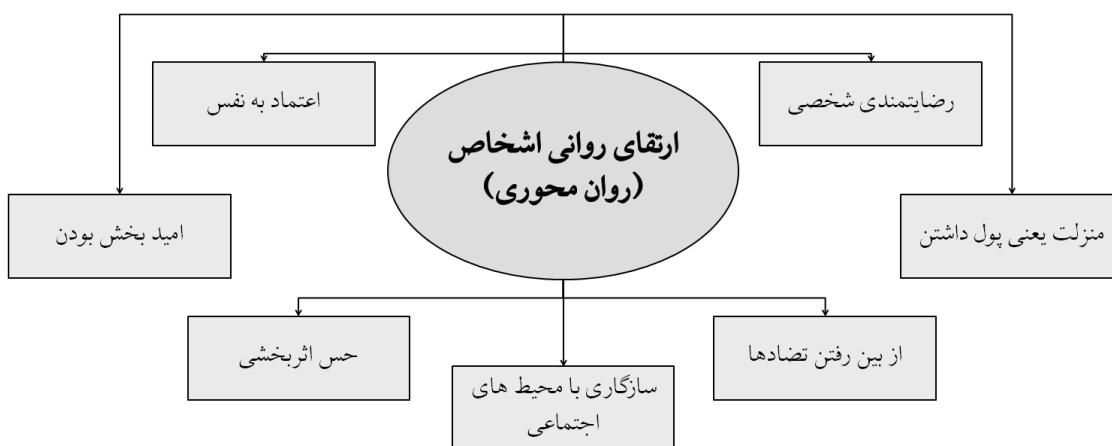 رضایتمندی شخصی
اعتماد به نفس
ارتقای روانی اشخاص
(روان محوری)
منزلت یعنی پول داشتن
امید بخش بودن
از بین رفتن تضادها
حس اثربخشی
سازگاری با محیط های
اجتماعی